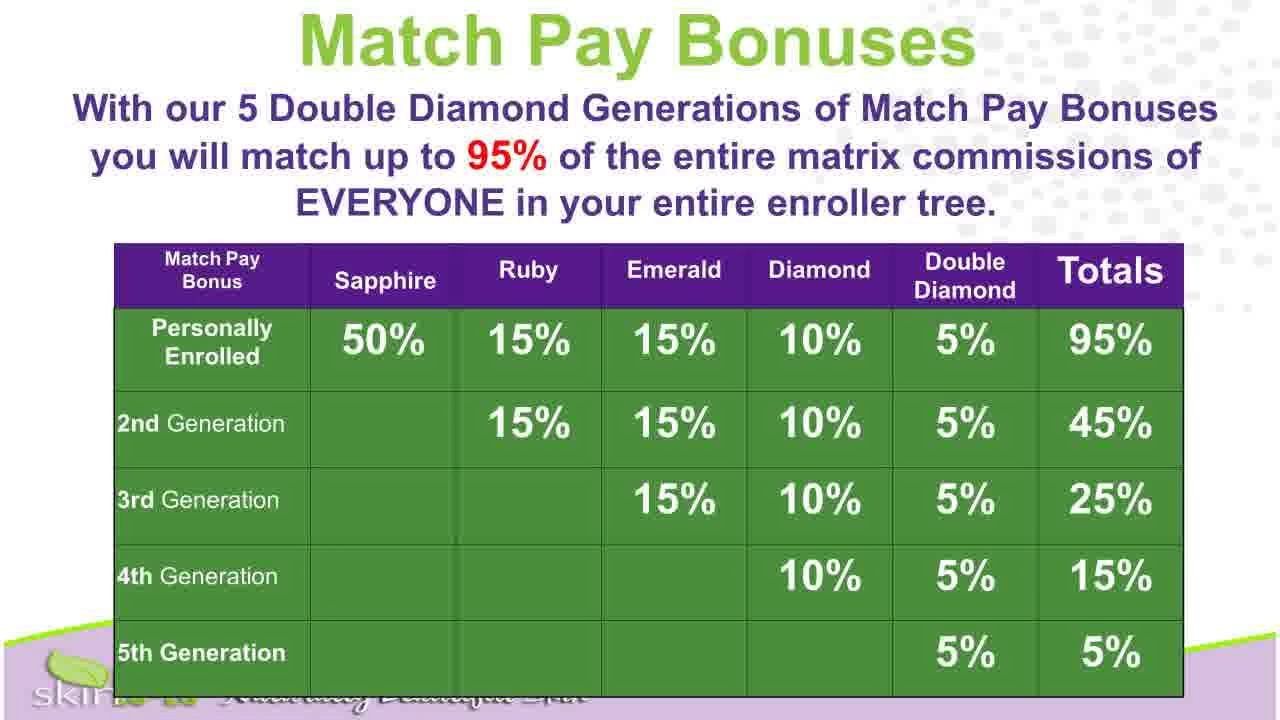 Match Pay Bonuses
With our 5 Double Diamond Generations of Match Pay Bonuses
you will match up to 95% of the entire matrix commissions of
EVERYONE in your entire enroller tree.
Match Pay Bonus Sapphire Ruby Emerald Diamond Double Diamond Totals
Personally Enrolled 50% 15% 15% 10% 5% 95%
2nd Generation 15% 15% 10% 5% 45%
3rd Generation 15% 10% 5% 25%
4th Generation 10% 5% 15%
5th Generation 5% 5%